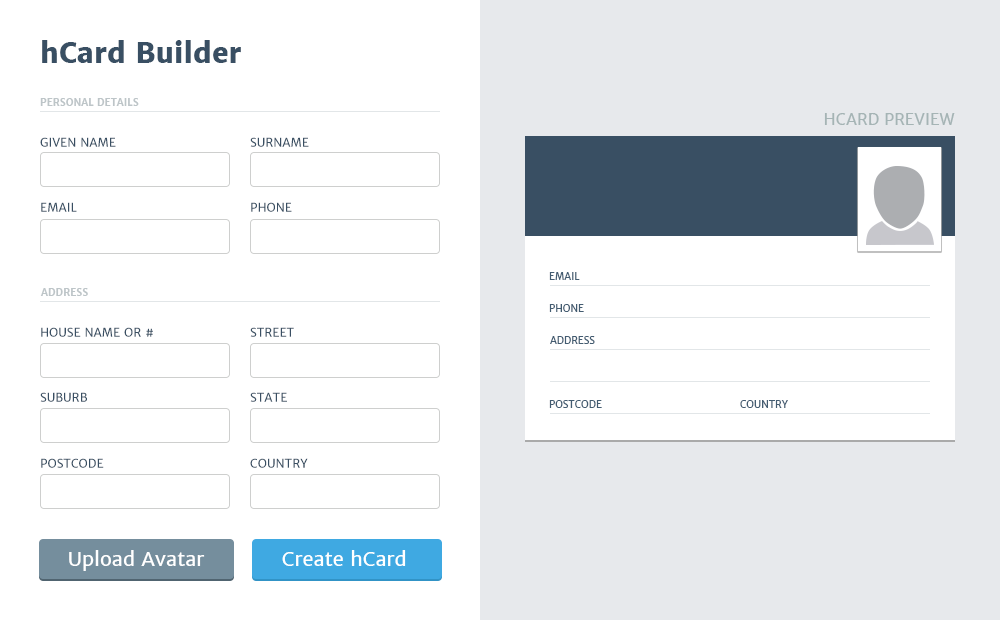 hCard Builder
PERSONAL DETAILS
GIVEN NAME SURNAME
EMAIL PHONE
ADDRESS
HOUSE NAME OR # STREET
SUBURB STATE
POSTCODE COUNTRY
Upload Avatar Create hCard
HCARD PREVIEW
EMAIL
PHONE
ADDRESS
POSTCODE COUNTRY